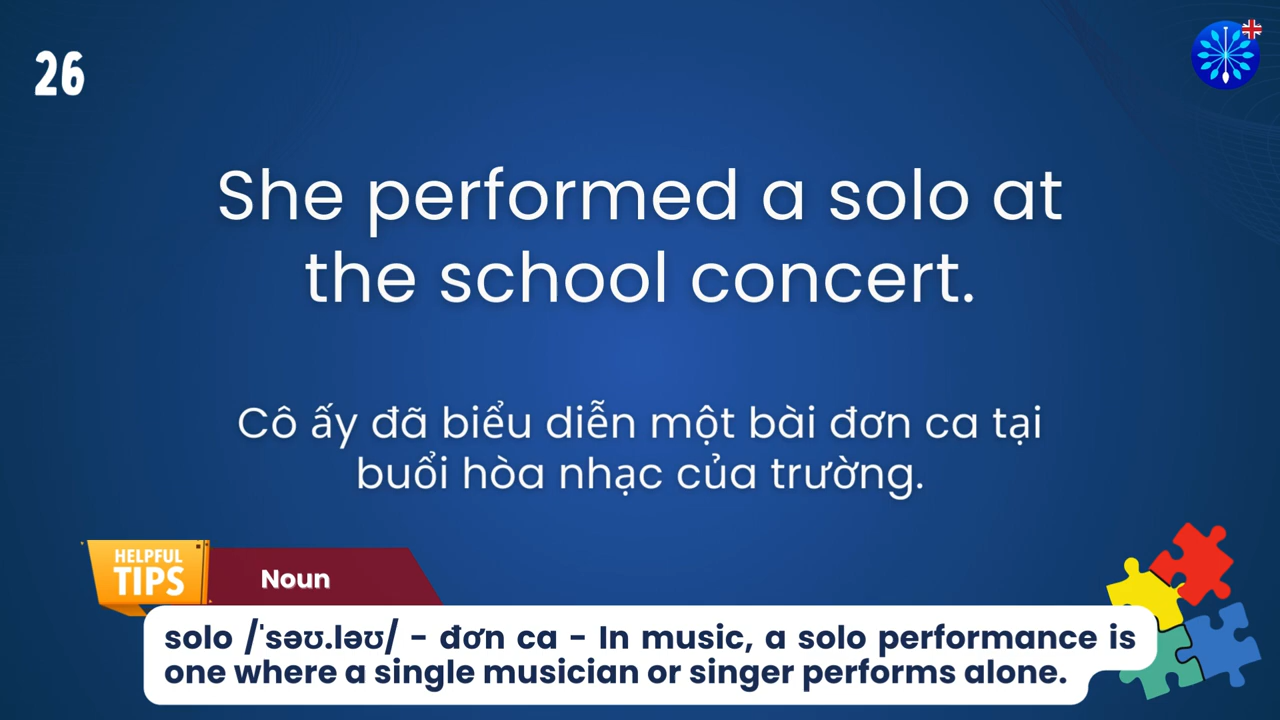 26
She performed a solo at
the school concert.
Cô ấy đã biểu diễn một bài đơn ca tại
buổi hòa nhạc của trường.
HELPFUL
TIPS
Noun
solo /ˈsəʊ.ləʊ/ - đơn ca - In music, a solo performance is
one where a single musician or singer performs alone.